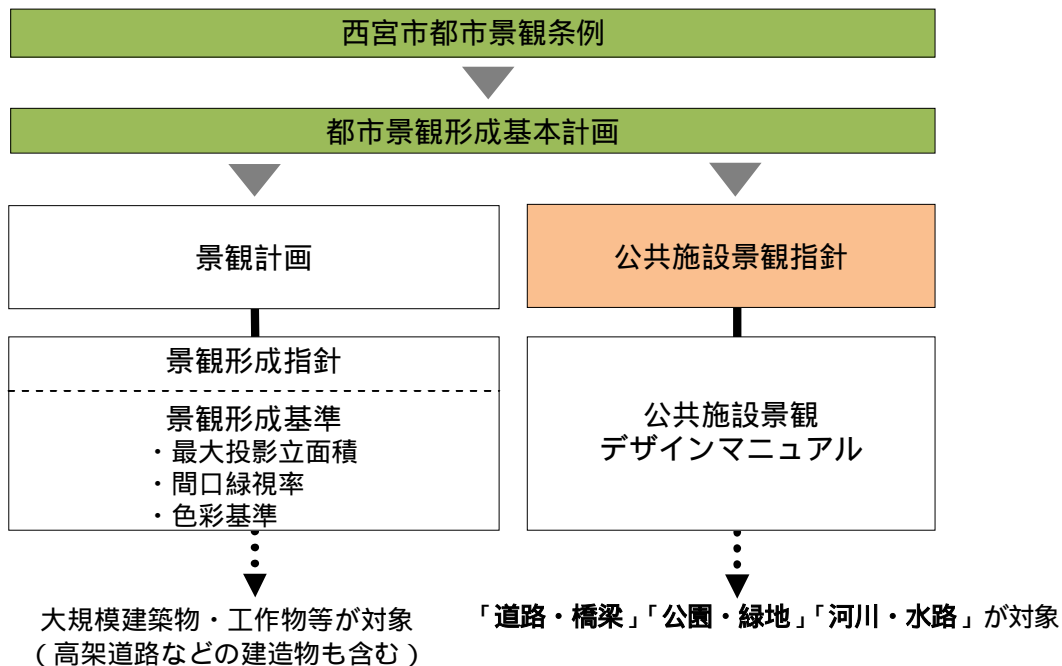 西宮市都市景観条例
都市景観形成基本計画
景観計画
公共施設景観指針
景観形成指針
景観形成基準
・最大投影立面積
・間口緑視率
・色彩基準
公共施設景観
デザインマニュアル
大規模建築物・工作物等が対象
（高架道路などの建造物も含む）
「道路・橋梁」「公園・緑地」「河川・水路」が対象